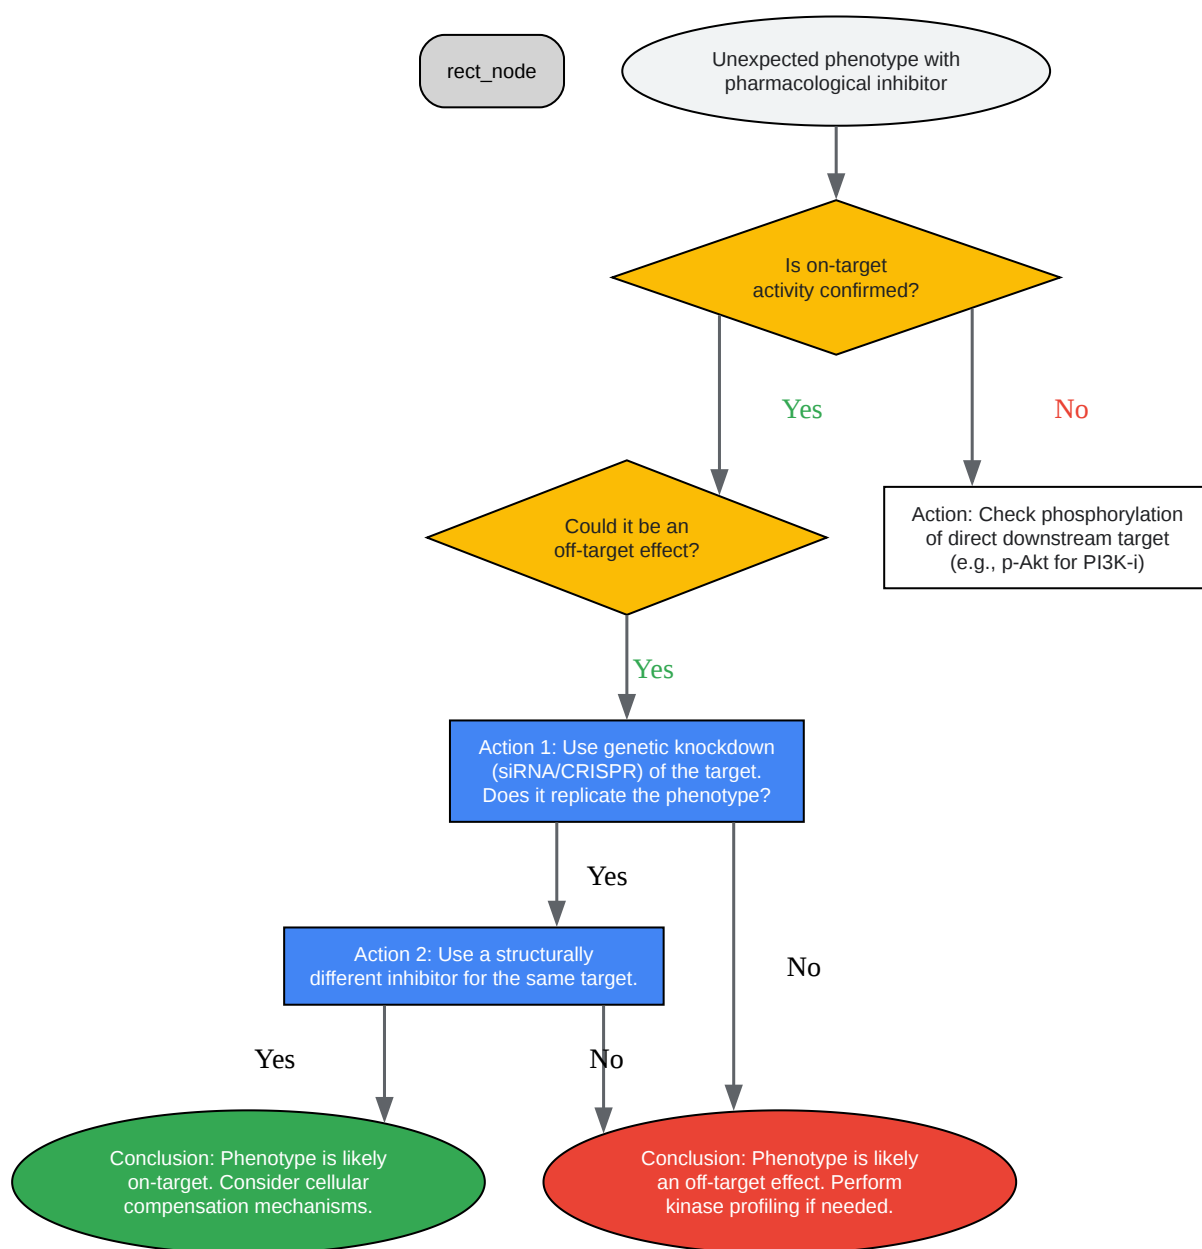 rect_node
Unexpected phenotype with
pharmacological inhibitor
Is on-target
activity confirmed?
Yes
No
Could it be an
off-target effect?
Action: Check phosphorylation
of direct downstream target
(e.g., p-Akt for PI3K-i)
Yes
Action 1: Use genetic knockdown
(siRNA/CRISPR) of the target.
Does it replicate the phenotype?
Yes
Action 2: Use a structurally
different inhibitor for the same target.
No
Yes
No
Conclusion: Phenotype is likely
on-target. Consider cellular
compensation mechanisms.
Conclusion: Phenotype is likely
an off-target effect. Perform
kinase profiling if needed.